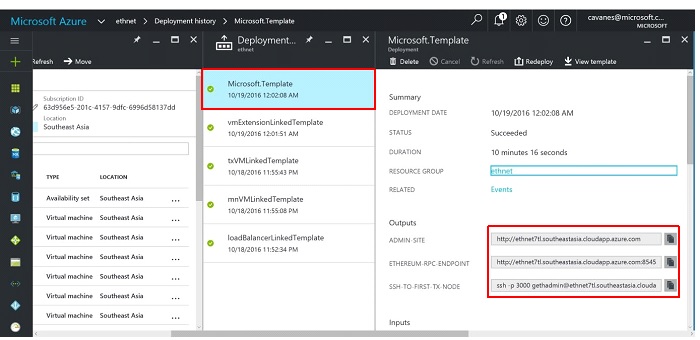 Microsoft Azure ethnet > Deployment history > Microsoft.Template
1
cavanes@microsoft.c...
MICROSOFT
Refresh → Move
Subscription ID
63d956e5-201c-4157-9dfc-6996d58137dd
Location
Southeast Asia
TYPE LOCATION
Availability set Southeast Asia ...
Virtual machine Southeast Asia ...
Virtual machine Southeast Asia ...
Virtual machine Southeast Asia ...
Virtual machine Southeast Asia ...
Virtual machine Southeast Asia ...
Virtual machine Southeast Asia ...
Deployment...
ethnet
Microsoft.Template
10/19/2016 12:02:08 AM
vmExtensionLinkedTemplate
10/19/2016 12:01:51 AM
txVMLinkedTemplate
10/18/2016 11:55:43 PM
mnVMLinkedTemplate
10/18/2016 11:55:08 PM
loadBalancerLinkedTemplate
10/18/2016 11:52:34 PM
Microsoft.Template
Deployment
Delete Cancel Refresh Redeploy View template
Summary
DEPLOYMENT DATE 10/19/2016 12:02:08 AM
STATUS Succeeded
DURATION 10 minutes 16 seconds
RESOURCE GROUP ethnet
RELATED Events
Outputs
ADMIN-SITE http://ethnet7tl.southeastasia.cloudapp.azure.com
ETHEREUM-RPC-ENDPOINT http://ethnet7tl.southeastasia.cloudapp.azure.com:8545
SSH-TO-FIRST-TX-NODE ssh -p 3000 gethadmin@ethnet7tl.southeastasia.clouda
Inputs